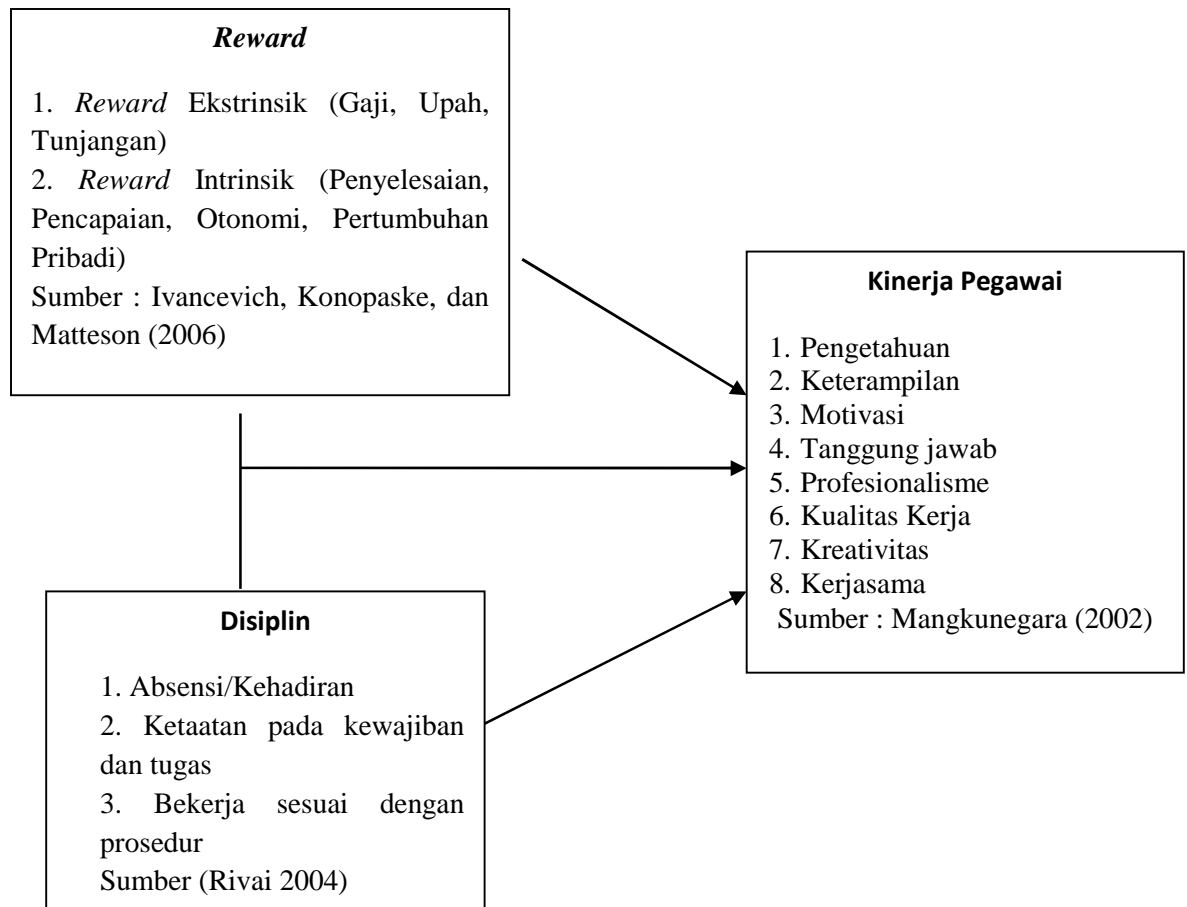 Reward
1. Reward Ekstrinsik (Gaji, Upah,
Tunjangan)
2. Reward Intrinsik (Penyelesaian,
Pencapaian, Otonomi, Pertumbuhan
Pribadi)
Sumber : Ivancevich, Konopaske, dan
Matteson (2006)
Kinerja Pegawai
1. Pengetahuan
2. Keterampilan
3. Motivasi
4. Tanggung jawab
5. Profesionalisme
6. Kualitas Kerja
7. Kreativitas
8. Kerjasama
Sumber : Mangkunegara (2002)
Disiplin
1. Absensi/Kehadiran
2. Ketaatan pada kewajiban
dan tugas
3. Bekerja sesuai dengan
prosedur
Sumber (Rivai 2004)